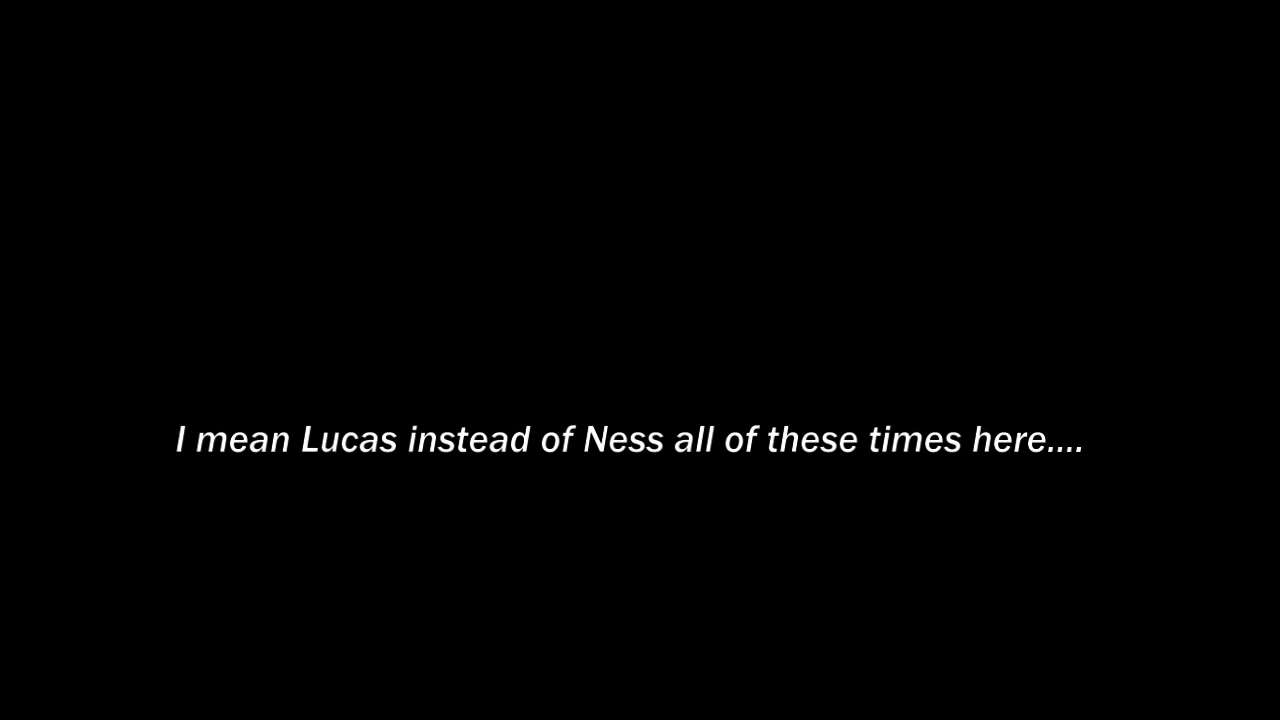 I mean Lucas instead of Ness all of these times here....